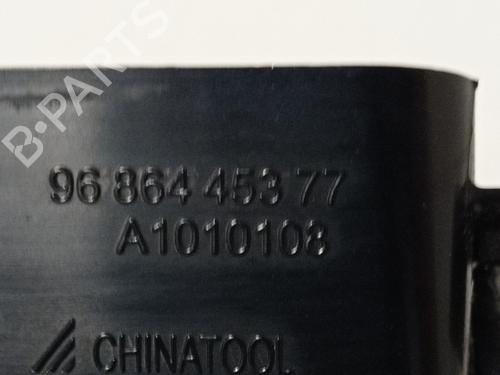 B-PARTS
96 864 453 77
A1010108
CHINATOOL